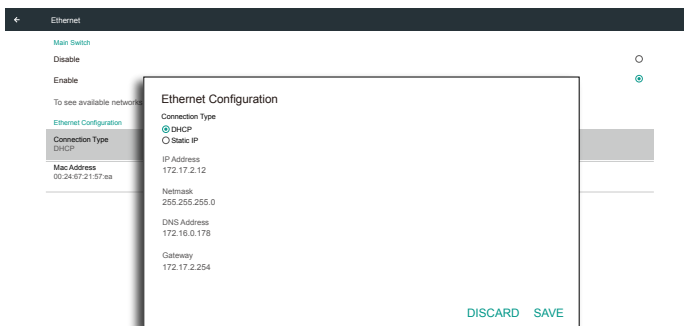 Ethernet
Main Switch
Disable
Enable
To see available networks
Ethernet Configuration
Connection Type
DHCP
Mac Address
00:24:67:21:57:ea
Ethernet Configuration
Connection Type
DHCP
Static IP
IP Address
172.17.2.12
Netmask
255.255.255.0
DNS Address
172.16.0.178
Gateway
172.17.2.254
DISCARD SAVE